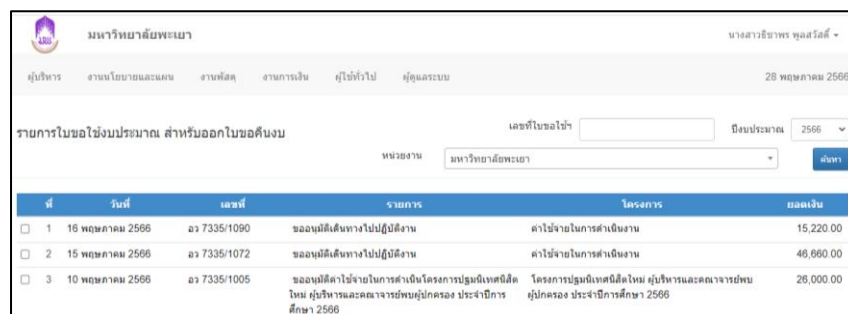 มหาวิทยาลัยพะเยา
นางสาวธิษาพร พูลสวัสดิ์
ผู้บริหาร งานนโยบายและแผน งานพัสดุ งานการเงิน ผู้ใช้ทั่วไป ผู้ดูแลระบบ 28 พฤษภาคม 2566
รายการใบขอใช้งบประมาณ สำหรับออกใบขอคืนงบ เลขที่ใบขอใช้ฯ ปีงบประมาณ 2566
หน่วยงาน มหาวิทยาลัยพะเยา ค้นหา
ที่ วันที่ เลขที่ รายการ โครงการ ยอดเงิน
1 16 พฤษภาคม 2566 อว 7335/1090 ขออนุมัติเดินทางไปปฏิบัติงาน ค่าใช้จ่ายในการดำเนินงาน 15,220.00
2 15 พฤษภาคม 2566 อว 7335/1072 ขออนุมัติเดินทางไปปฏิบัติงาน ค่าใช้จ่ายในการดำเนินงาน 46,660.00
3 10 พฤษภาคม 2566 อว 7335/1005 ขออนุมัติค่าใช้จ่ายในการดำเนินโครงการปฐมนิเทศนิสิต โครงการปฐมนิเทศนิสิตใหม่ ผู้บริหารและคณาจารย์พบ 26,000.00
ใหม่ ผู้บริหารและคณาจารย์พบผู้ปกครอง ประจำปีการ ผู้ปกครอง ประจำปีการศึกษา 2566
ศึกษา 2566